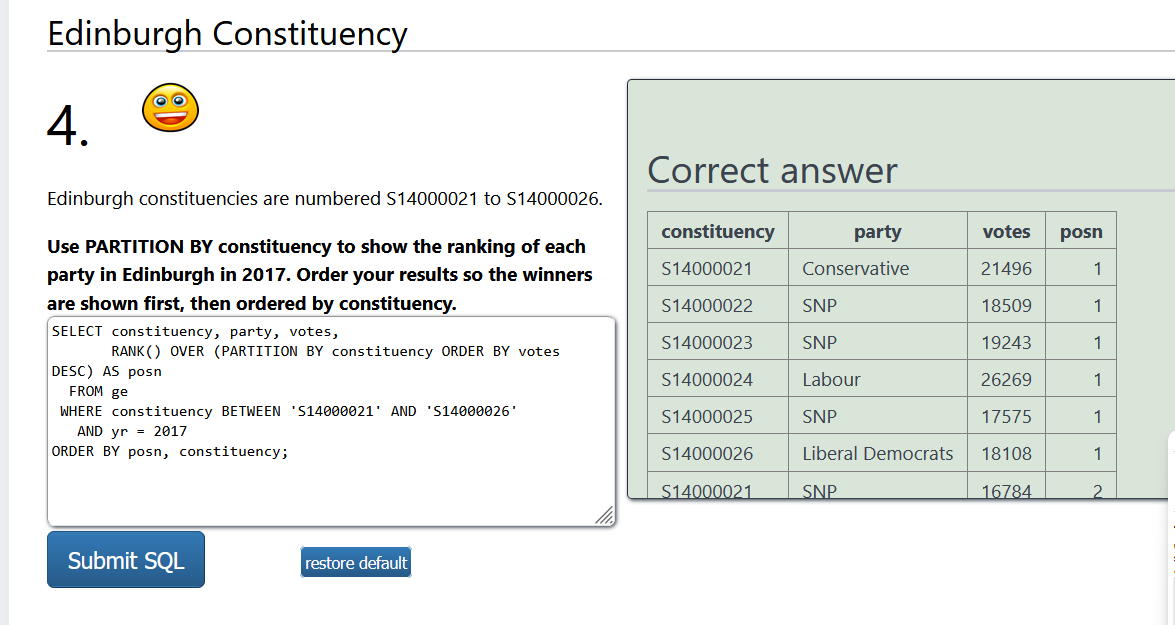 Edinburgh Constituency
4.
Edinburgh constituencies are numbered S14000021 to S14000026.
Use PARTITION BY constituency to show the ranking of each
party in Edinburgh in 2017. Order your results so the winners
are shown first, then ordered by constituency.
SELECT constituency, party, votes,
RANK() OVER (PARTITION BY constituency ORDER BY votes
DESC) AS posn
FROM ge
WHERE constituency BETWEEN 'S14000021' AND 'S14000026'
AND yr = 2017
ORDER BY posn, constituency;
Submit SQL
restore default
Correct answer
constituency party votes posn
S14000021 Conservative 21496 1
S14000022 SNP 18509 1
S14000023 SNP 19243 1
S14000024 Labour 26269 1
S14000025 SNP 17575 1
S14000026 Liberal Democrats 18108 1
S14000021 SNP 16784 2